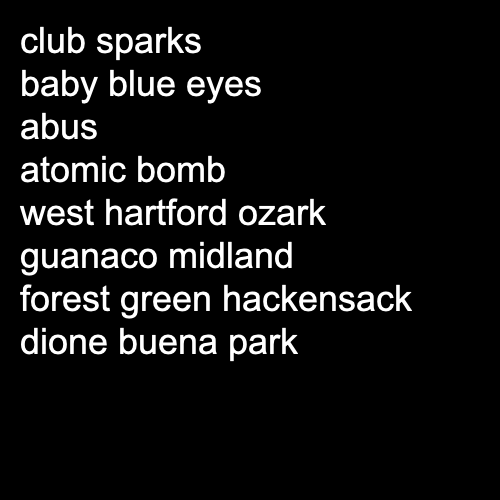 club sparks
baby blue eyes
abus
atomic bomb
west hartford ozark
guanaco midland
forest green hackensack
dione buena park